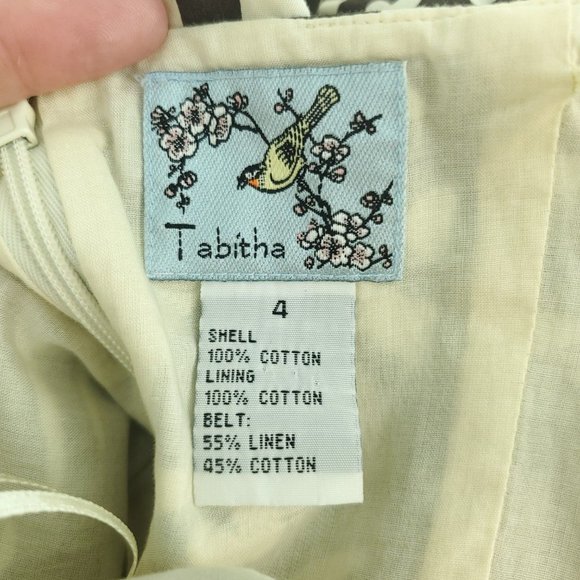 Tabitha
4
SHELL
100% COTTON
LINING
100% COTTON
BELT:
55% LINEN
45% COTTON